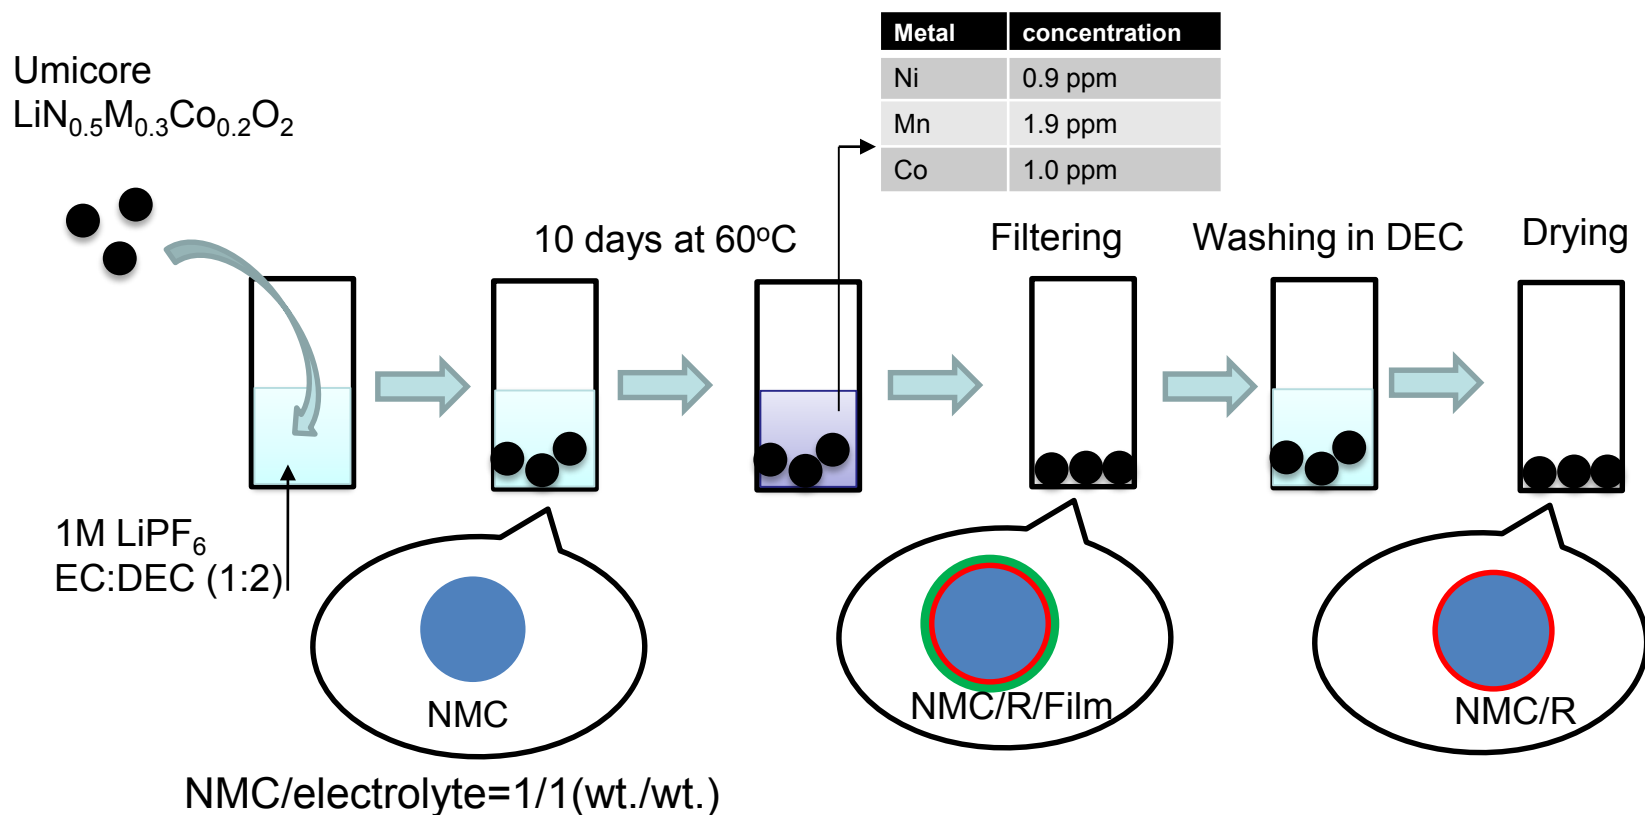 Umicore
LiN0.5M0.3Co0.2O2
Metal concentration
Ni 0.9 ppm
Mn 1.9 ppm
Co 1.0 ppm
10 days at 60oC
Filtering
Washing in DEC
Drying
1M LiPF6
EC:DEC (1:2)
NMC
NMC/R/Film
NMC/R
NMC/electrolyte=1/1(wt./wt.)